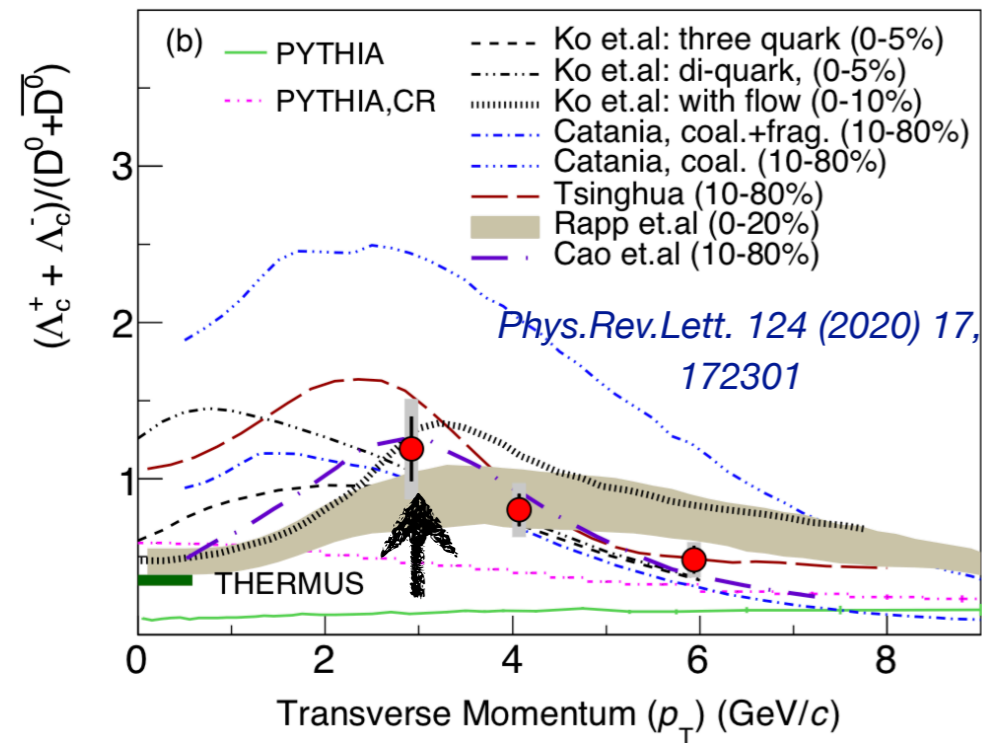 (b)
PYTHIA
PYTHIA,CR
Ko et.al: three quark (0-5%)
Ko et.al: di-quark, (0-5%)
Ko et.al: with flow (0-10%)
Catania, coal.+frag. (10-80%)
Catania, coal. (10-80%)
Tsinghua (10-80%)
Rapp et.al (0-20%)
Cao et.al (10-80%)
Phys.Rev.Lett. 124 (2020) 17,
172301
THERMUS
(Λc⁺ + Λc⁻)/(D⁰+D̅⁰)
3
2
1
0 2 4 6 8
Transverse Momentum (pT) (GeV/c)